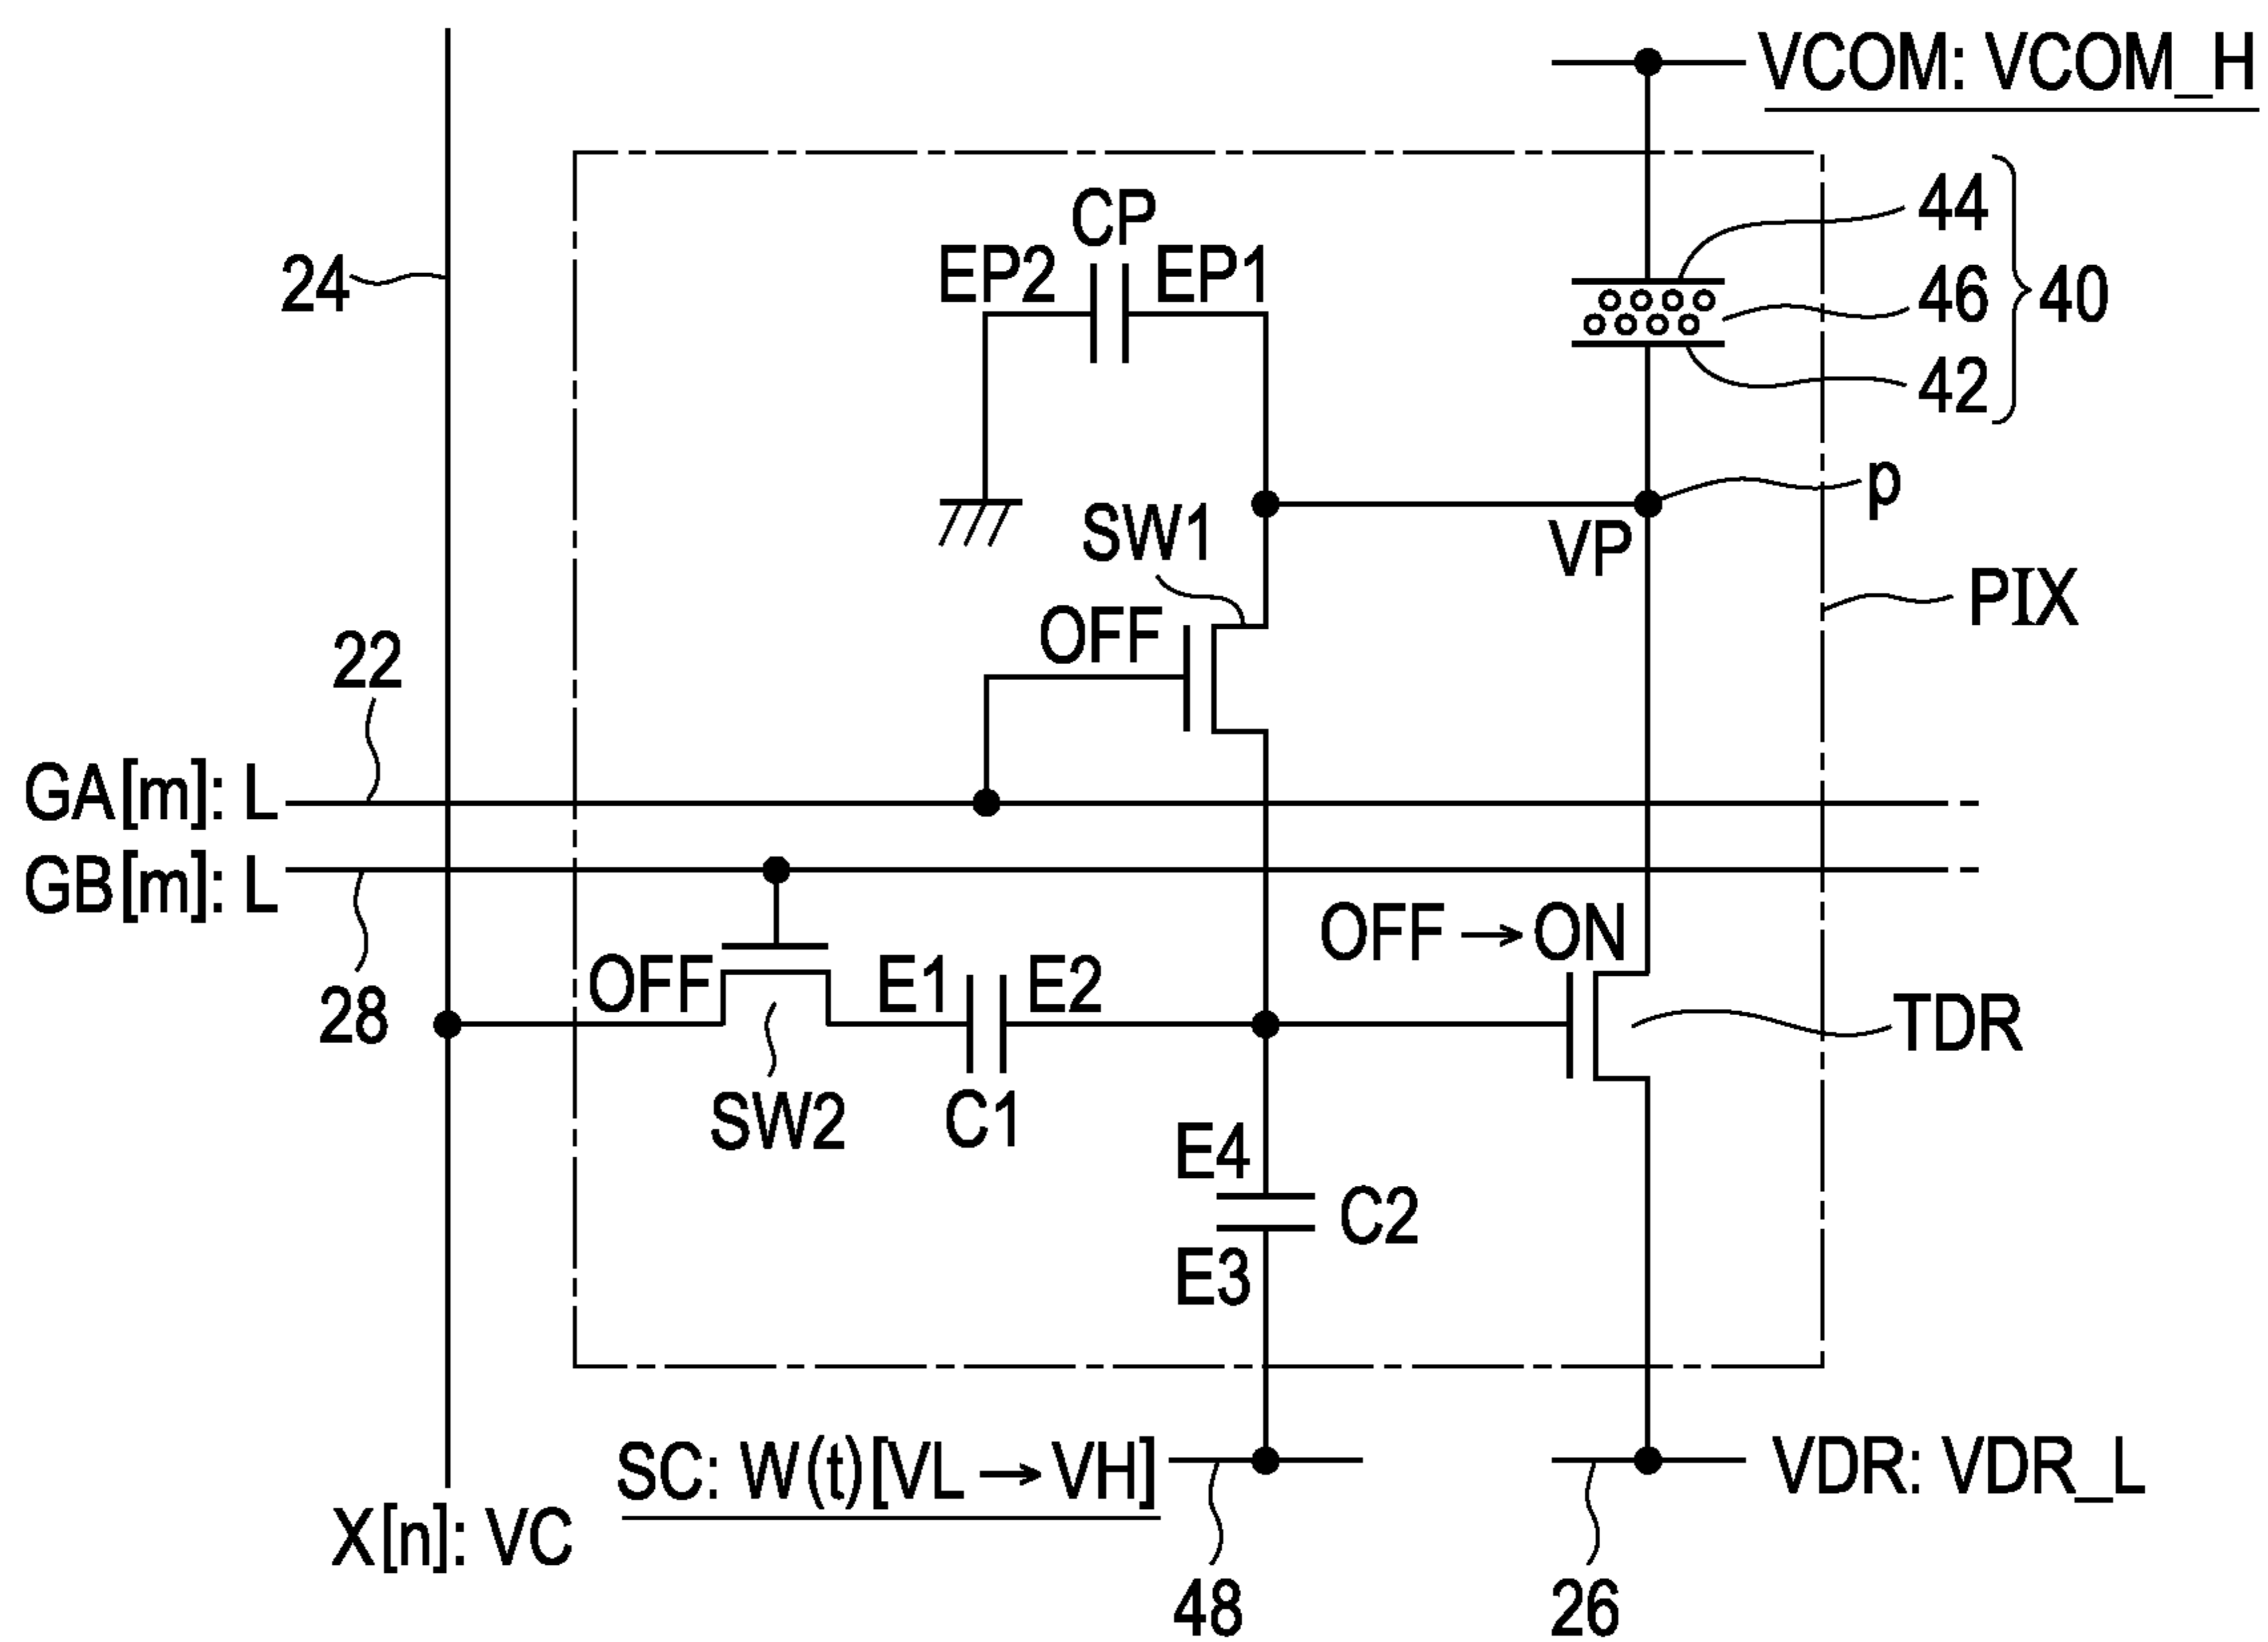 VCOM: VCOM_H
44
46
42
40
CP
EP2
EP1
24
p
SW1
VP
PIX
OFF
22
GA[m]: L
GB[m]: L
28
OFF → ON
OFF
E1
E2
TDR
SW2
C1
E4
C2
E3
SC: W(t)[VL → VH]
VDR: VDR_L
X[n]: VC
48
26